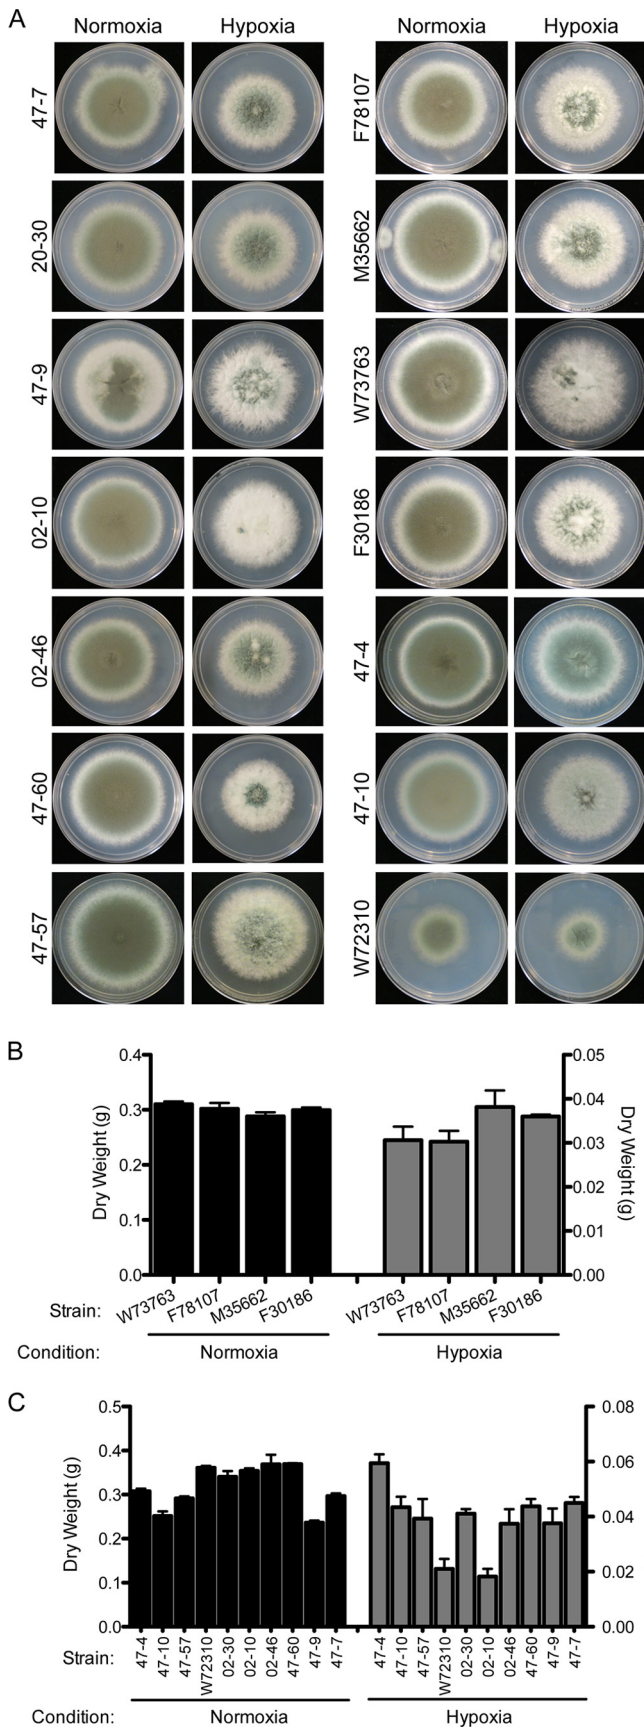 A
Normoxia Hypoxia Normoxia Hypoxia
47-7 F78107
20-30 M35662
47-9 W73763
02-10 F30186
02-46 47-4
47-60 47-10
47-57 W72310
B
0.4 0.05
0.3 0.04
0.03
0.2
0.02
0.1
0.01
0.0 0.00
Dry Weight (g) Dry Weight (g)
Strain: W73763 F78107 M35662 F30186 W73763 F78107 M35662 F30186
Condition: Normoxia Hypoxia
C
0.5 0.08
0.4
0.06
0.3
0.04
0.2
0.02
0.1
0.0 0.00
Dry Weight (g)
Strain: 47-4 47-10 47-57 W72310 02-30 02-10 02-46 47-60 47-9 47-7 47-4 47-10 47-57 W72310 02-30 02-10 02-46 47-60 47-9 47-7
Condition: Normoxia Hypoxia